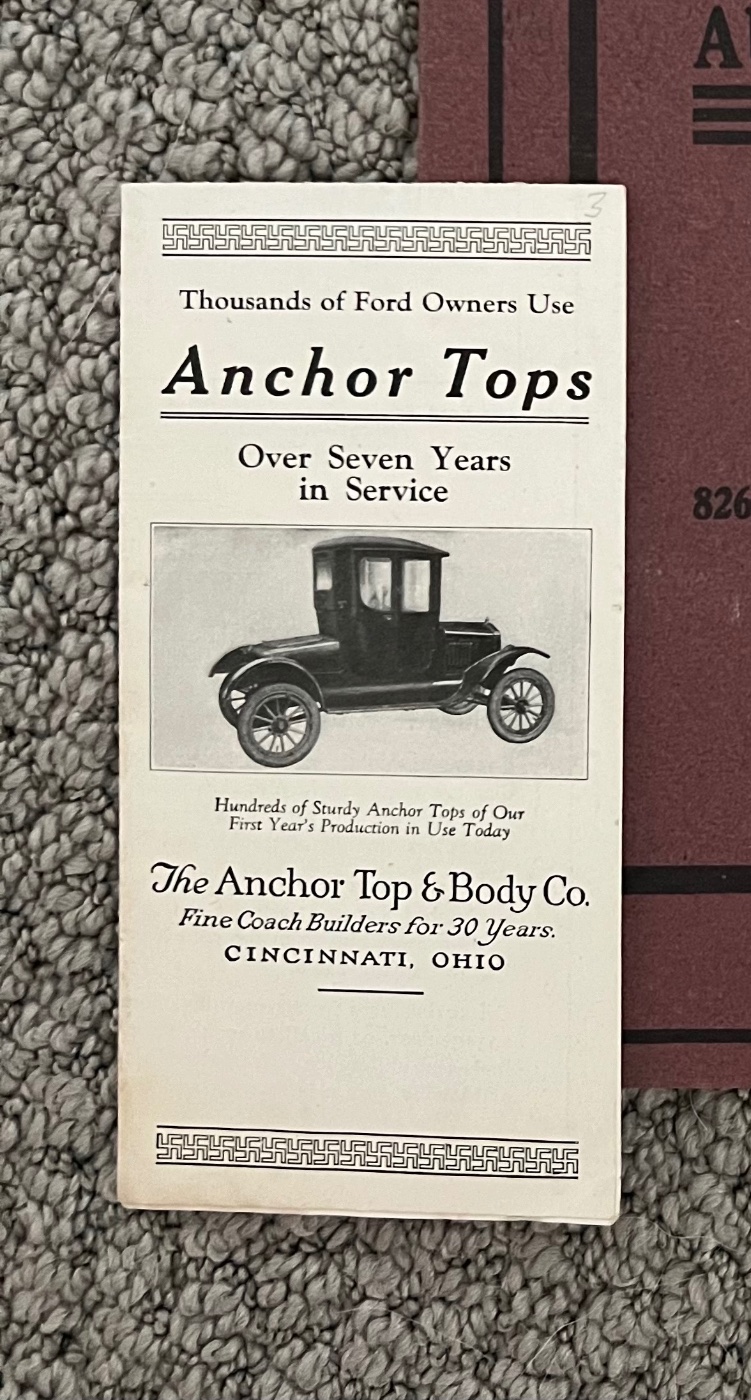 3
Thousands of Ford Owners Use
Anchor Tops
Over Seven Years
in Service
Hundreds of Sturdy Anchor Tops of Our
First Year's Production in Use Today
The Anchor Top & Body Co.
Fine Coach Builders for 30 Years.
CINCINNATI, OHIO
826